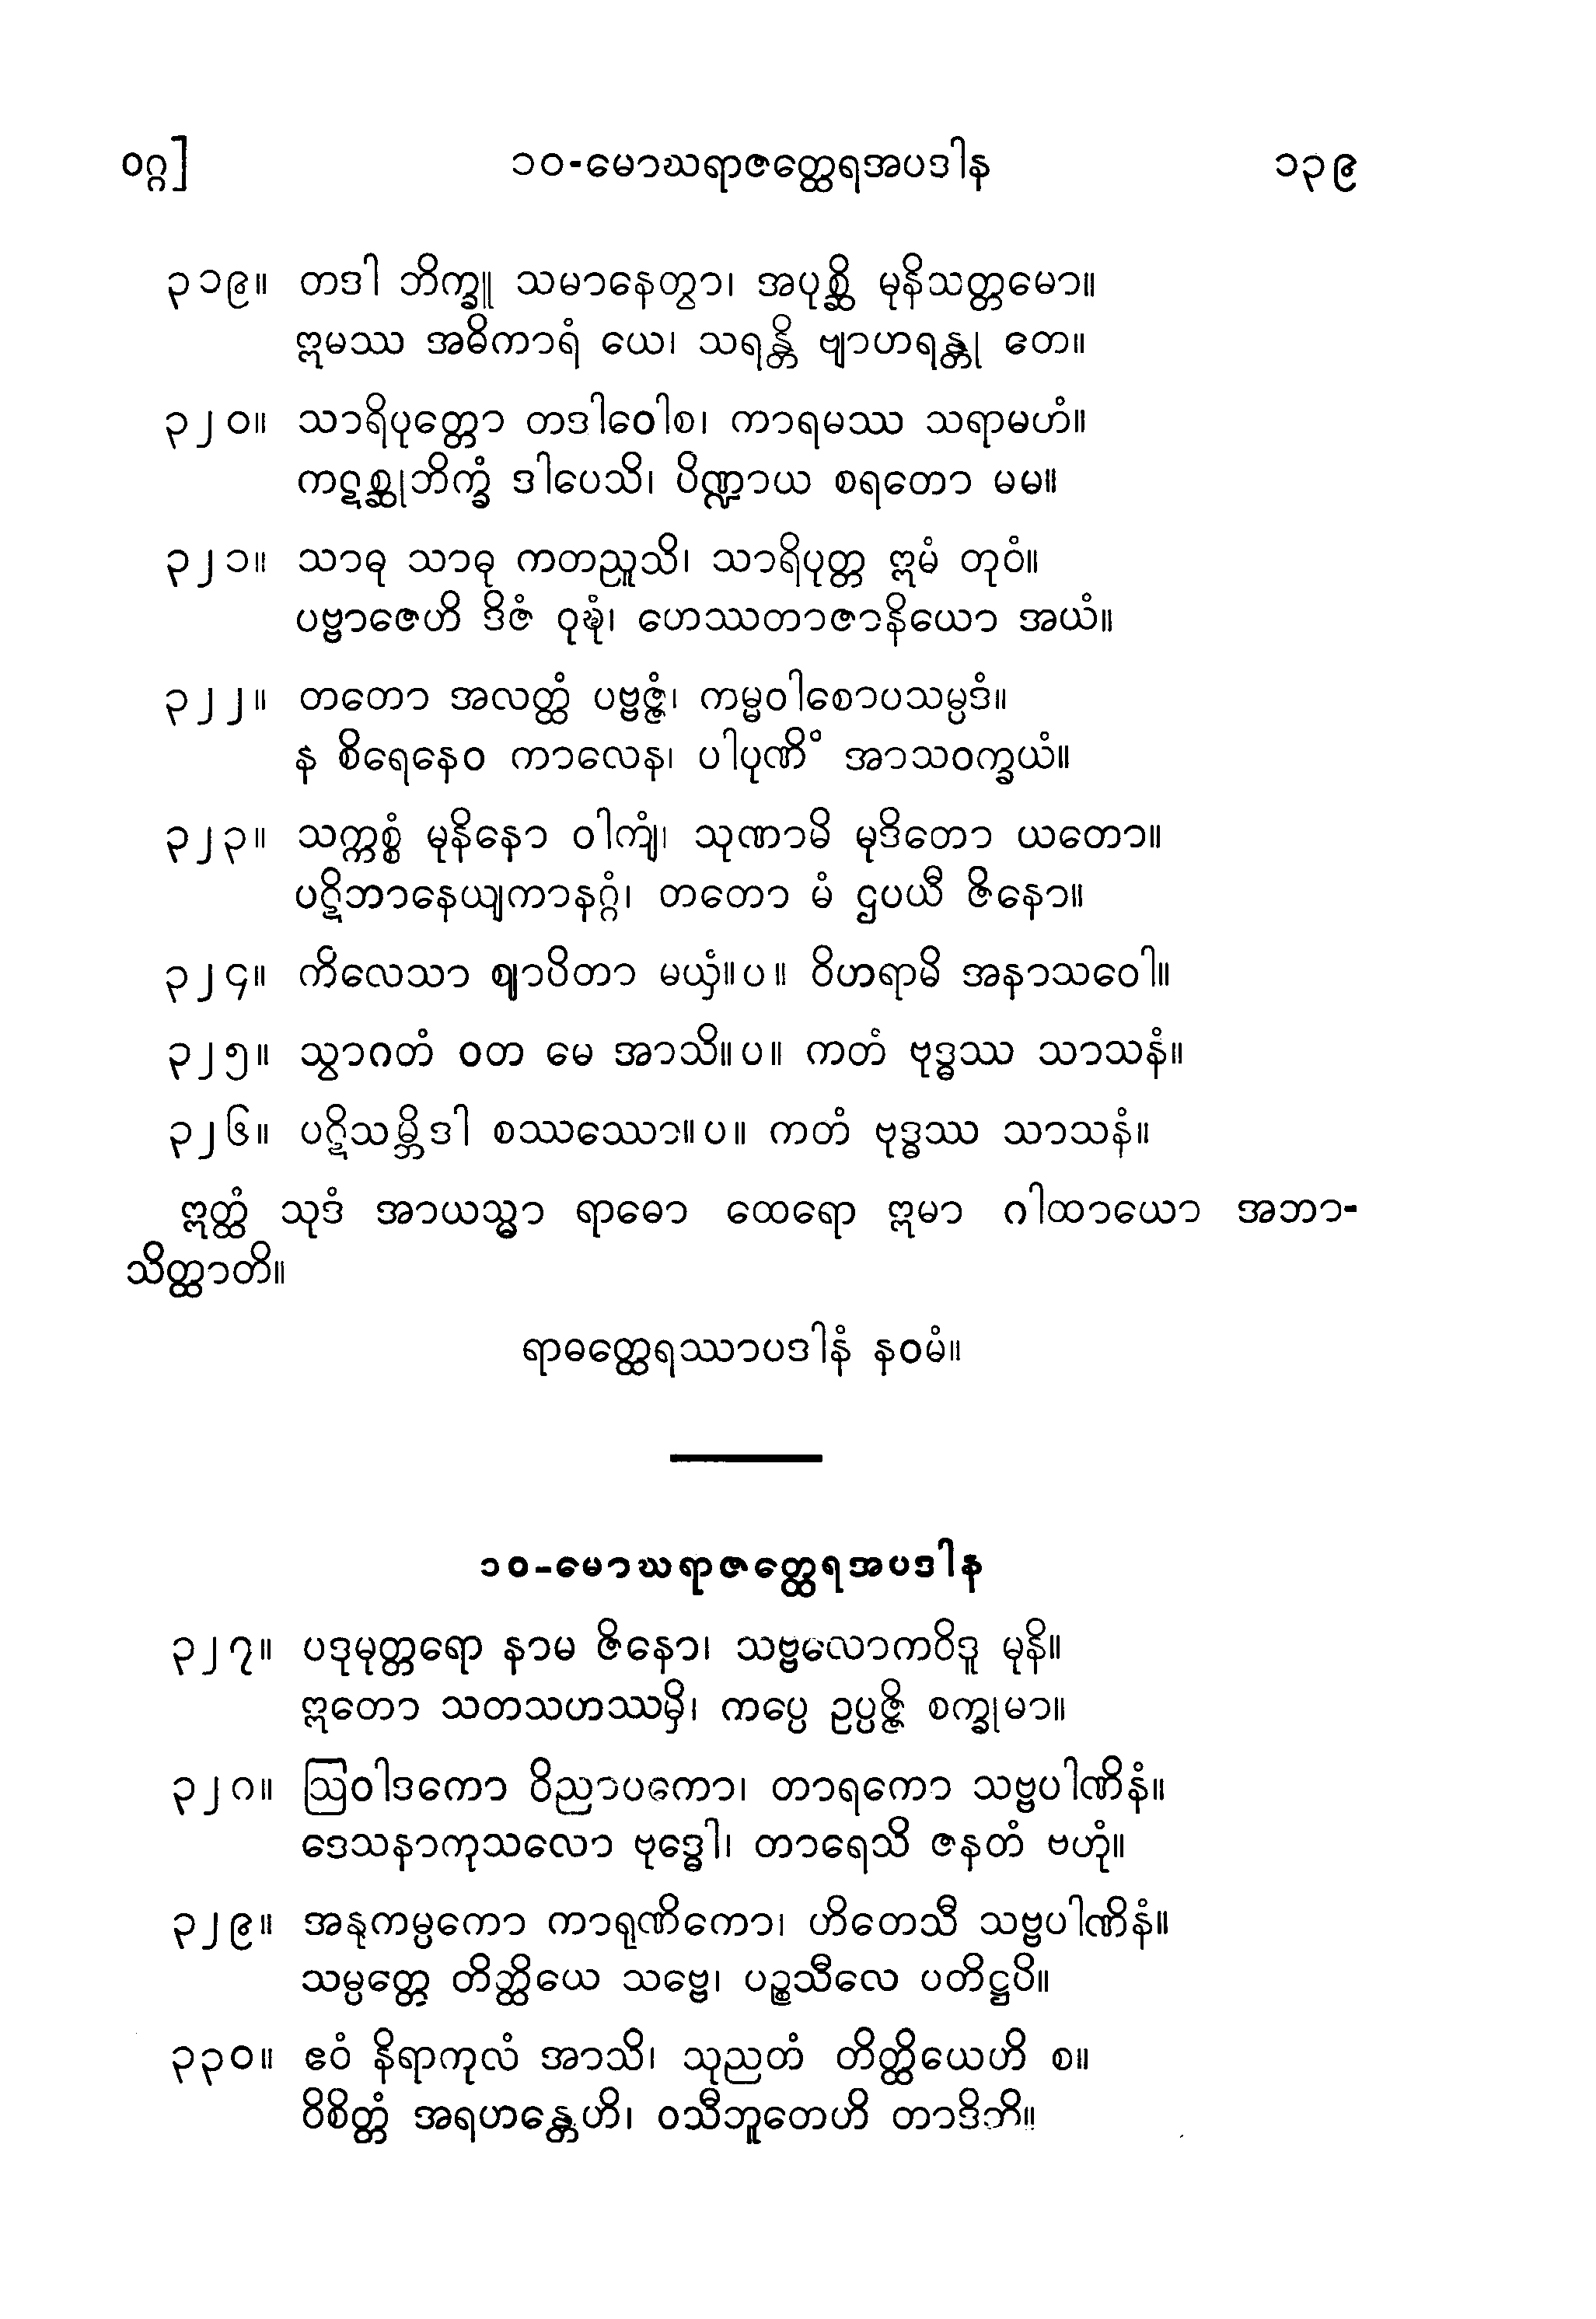 ဝဂ္ဂ] ၁၀-မောဃရာဇတ္ထေရအပဒါန ၁၃၉
၃၁၉။ တဒါ ဘိက္ခူ သမာနေတွာ၊ အပုစ္ဆိ မုနိသတ္တမော။
ဣမဿ အဓိကာရံ ယေ၊ သရန္တိ ဗျာဟရန္တု တေ။
၃၂၀။ သာရိပုတ္တော တဒါဝေါစ၊ ကာရမဿ သရာမဟံ။
ကဋစ္ဆုဘိက္ခံ ဒါပေသိ၊ ပိဏ္ဍာယ စရတော မမ။
၃၂၁။ သာဓု သာဓု ကတညူသိ၊ သာရိပုတ္တ ဣမံ တုဝံ။
ပဗ္ဗာဇေဟိ ဒိဇံ ဝုဍ္ဎံ၊ ဟေဿတာဇာနိယော အယံ။
၃၂၂။ တတော အလတ္ထံ ပဗ္ဗဇ္ဇံ၊ ကမ္မဝါစောပသမ္ပဒံ။
န စိရေနေဝ ကာလေန၊ ပါပုဏိံ အာသဝက္ခယံ။
၃၂၃။ သက္ကစ္စံ မုနိနော ဝါကျံ၊ သုဏာမိ မုဒိတော ယတော။
ပဋိဘာနေယျကာနဂ္ဂံ၊ တတော မံ ဌပယီ ဇိနော။
၃၂၄။ ကိလေသာ ဈာပိတာ မယှံ။ပ။ ဝိဟရာမိ အနာသဝေါ။
၃၂၅။ သွာဂတံ ဝတ မေ အာသိ။ပ။ ကတံ ဗုဒ္ဓဿ သာသနံ။
၃၂၆။ ပဋိသမ္ဘိဒါ စဿဿော။ပ။ ကတံ ဗုဒ္ဓဿ သာသနံ။
ဣတ္ထံ သုဒံ အာယသ္မာ ရာဓော ထေရော ဣမာ ဂါထာယော အဘာ-
သိတ္ထာတိ။
ရာဓတ္ထေရဿာပဒါနံ နဝမံ။
၁၀-မောဃရာဇတ္ထေရအပဒါန
၃၂၇။ ပဒုမုတ္တရော နာမ ဇိနော၊ သဗ္ဗလောကဝိဒူ မုနိ။
ဣတော သတသဟဿမှိ၊ ကပ္ပေ ဥပ္ပဇ္ဇိ စက္ခုမာ။
၃၂၈။ ဩဝါဒကော ဝိညာပကော၊ တာရကော သဗ္ဗပါဏိနံ။
ဒေသနာကုသလော ဗုဒ္ဓေါ၊ တာရေသိ ဇနတံ ဗဟုံ။
၃၂၉။ အနုကမ္ပကော ကာရုဏိကော၊ ဟိတေသီ သဗ္ဗပါဏိနံ။
သမ္ပတ္တေ တိတ္ထိယေ သဗ္ဗေ၊ ပဉ္စသီလေ ပတိဋ္ဌပိ။
၃၃၀။ ဧဝံ နိရာကုလံ အာသိ၊ သုညတံ တိတ္ထိယေဟိ စ။
ဝိစိတ္တံ အရဟန္တေဟိ၊ ဝသီဘူတေဟိ တာဒိဘိ။